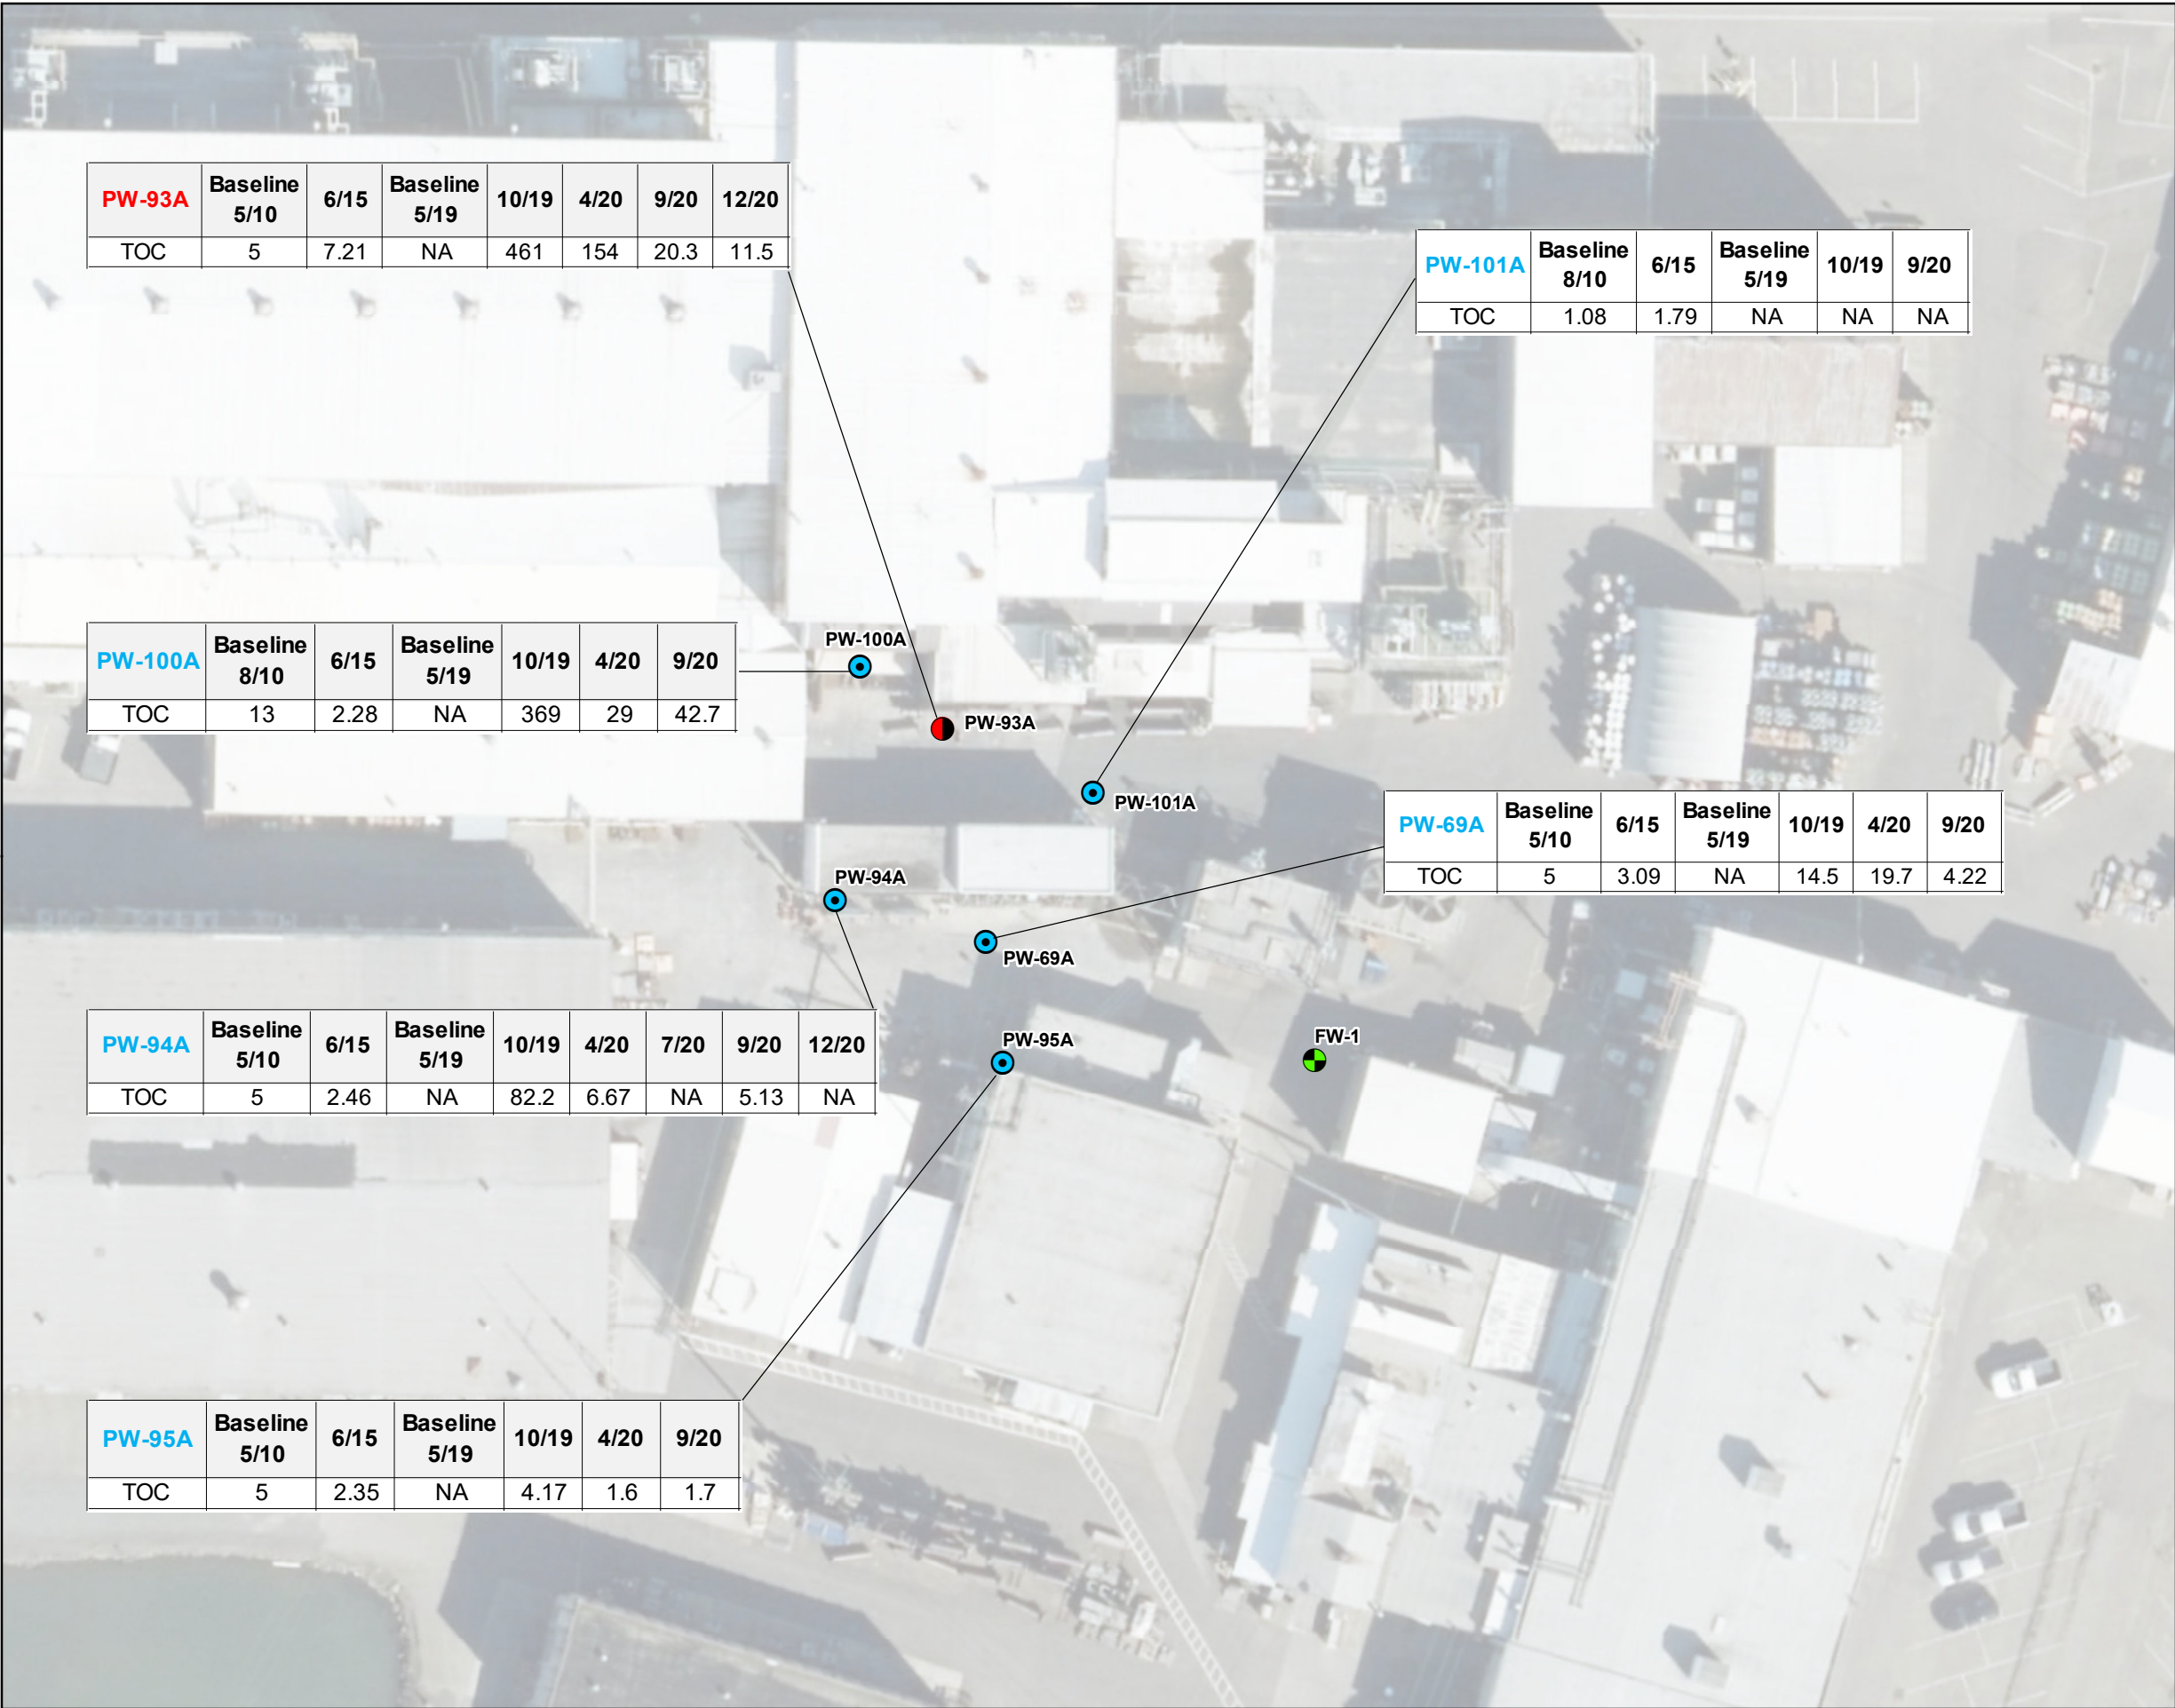 PW-93A Baseline 5/10 6/15 Baseline 5/19 10/19 4/20 9/20 12/20
TOC 5 7.21 NA 461 154 20.3 11.5
PW-101A Baseline 8/10 6/15 Baseline 5/19 10/19 9/20
TOC 1.08 1.79 NA NA NA
PW-100A Baseline 8/10 6/15 Baseline 5/19 10/19 4/20 9/20
TOC 13 2.28 NA 369 29 42.7
PW-100A
PW-93A
PW-101A
PW-69A Baseline 5/10 6/15 Baseline 5/19 10/19 4/20 9/20
TOC 5 3.09 NA 14.5 19.7 4.22
PW-94A
PW-69A
PW-94A Baseline 5/10 6/15 Baseline 5/19 10/19 4/20 7/20 9/20 12/20
TOC 5 2.46 NA 82.2 6.67 NA 5.13 NA
PW-95A
FW-1
PW-95A Baseline 5/10 6/15 Baseline 5/19 10/19 4/20 9/20
TOC 5 2.35 NA 4.17 1.6 1.7